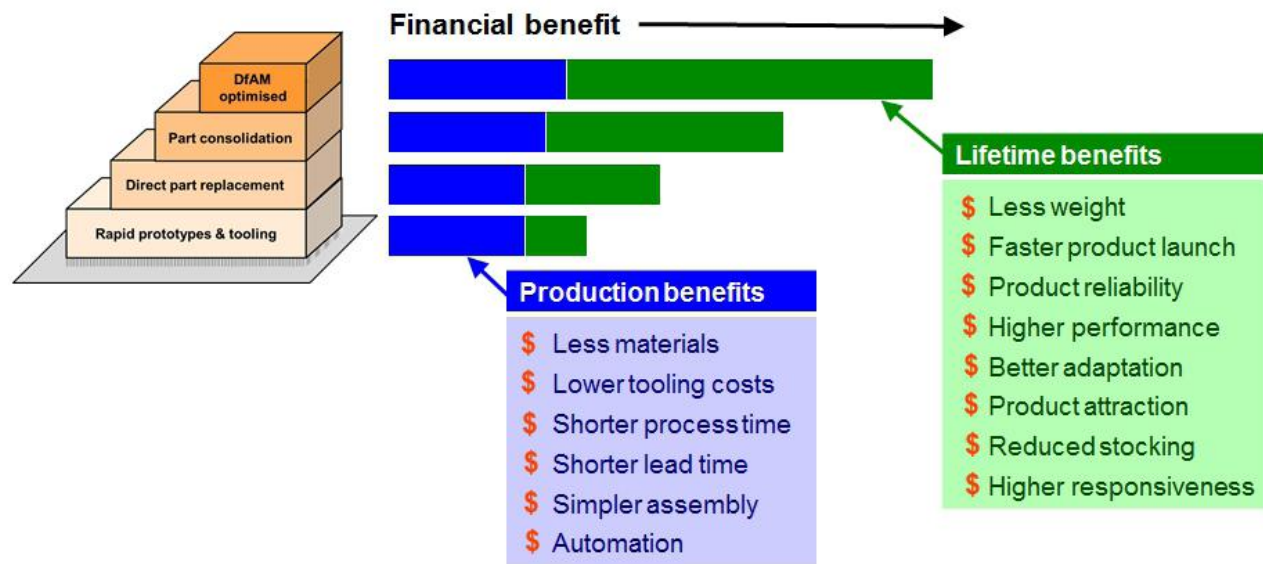 Financial benefit
DfAM
optimised
Part consolidation
Direct part replacement
Rapid prototypes & tooling
Lifetime benefits
$ Less weight
$ Faster product launch
$ Product reliability
$ Higher performance
$ Better adaptation
$ Product attraction
$ Reduced stocking
$ Higher responsiveness
Production benefits
$ Less materials
$ Lower tooling costs
$ Shorter process time
$ Shorter lead time
$ Simpler assembly
$ Automation